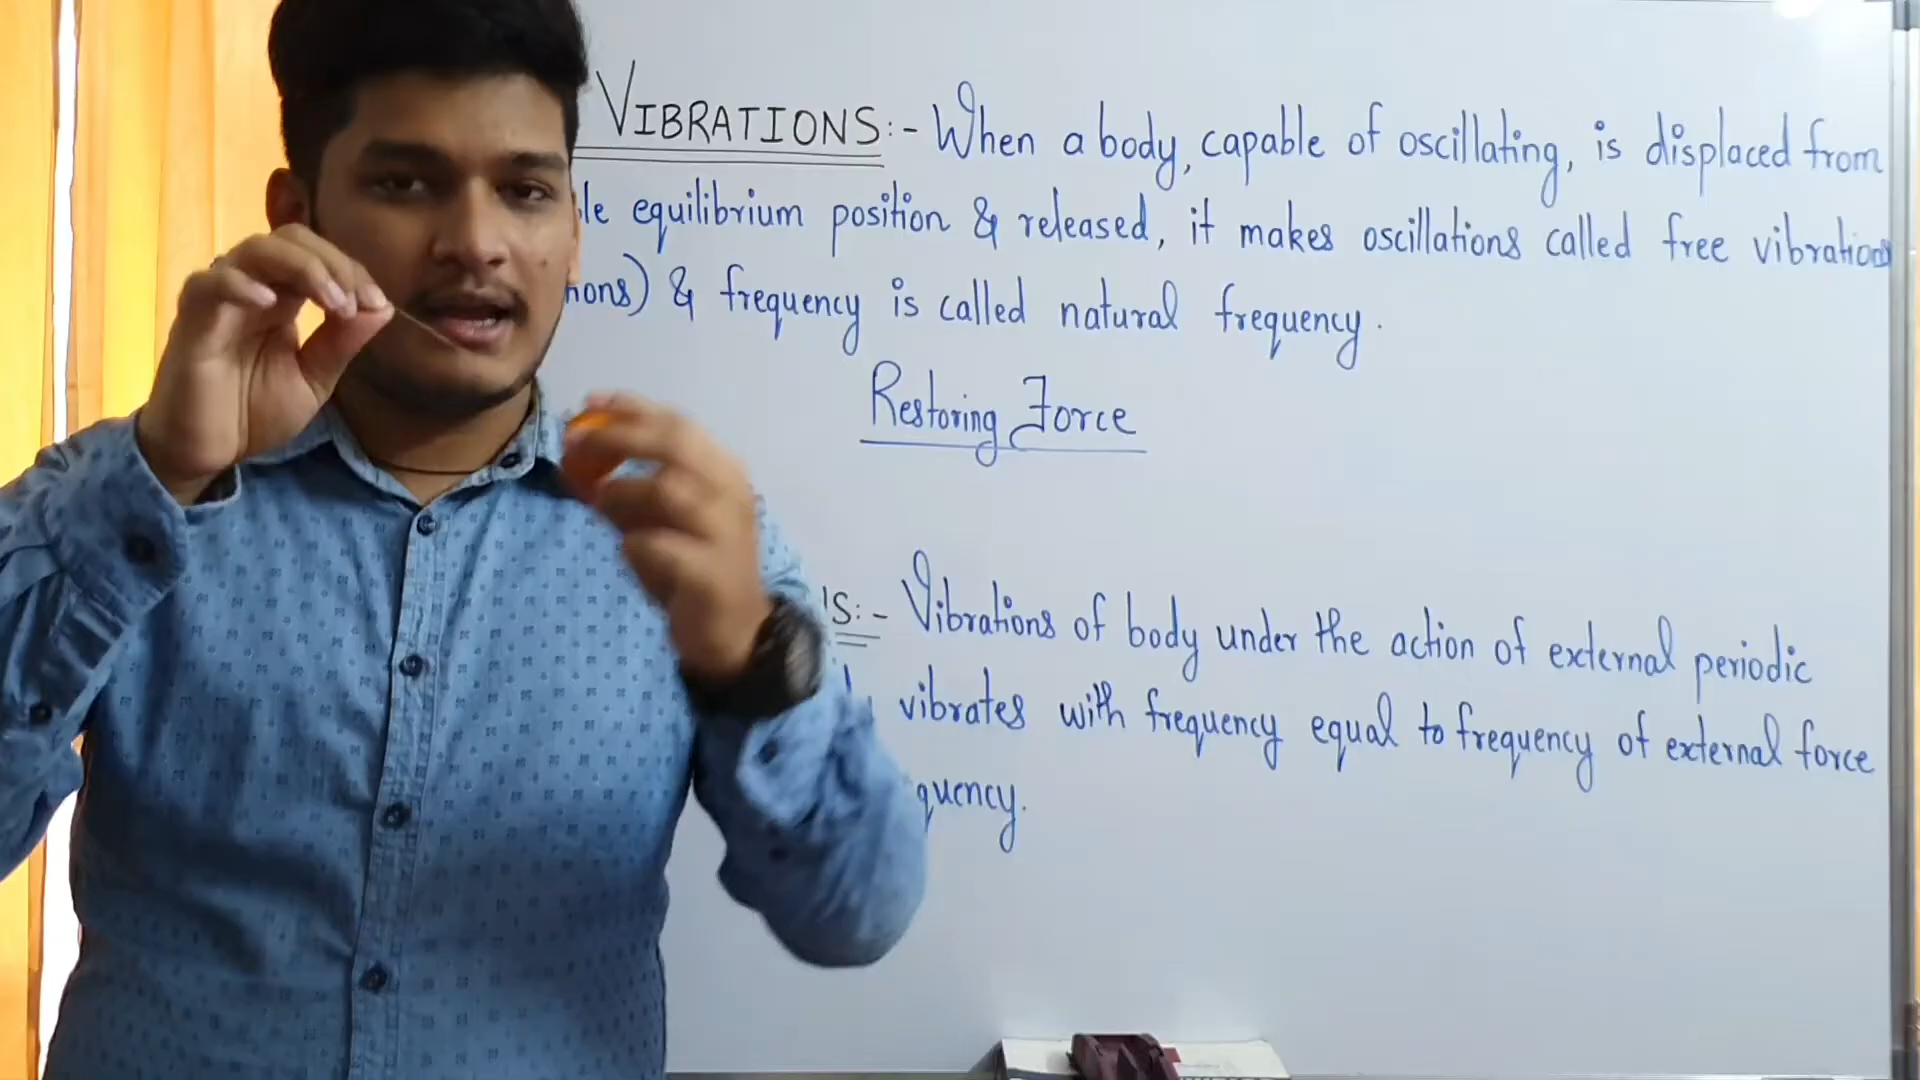 VIBRATIONS:- When a body, capable of oscillating, is displaced from
equilibrium position & released, it makes oscillations called free vibrations
) & frequency is called natural frequency.
Restoring Force
S:- Vibrations of body under the action of external periodic
vibrates with frequency equal to frequency of external force
quency.